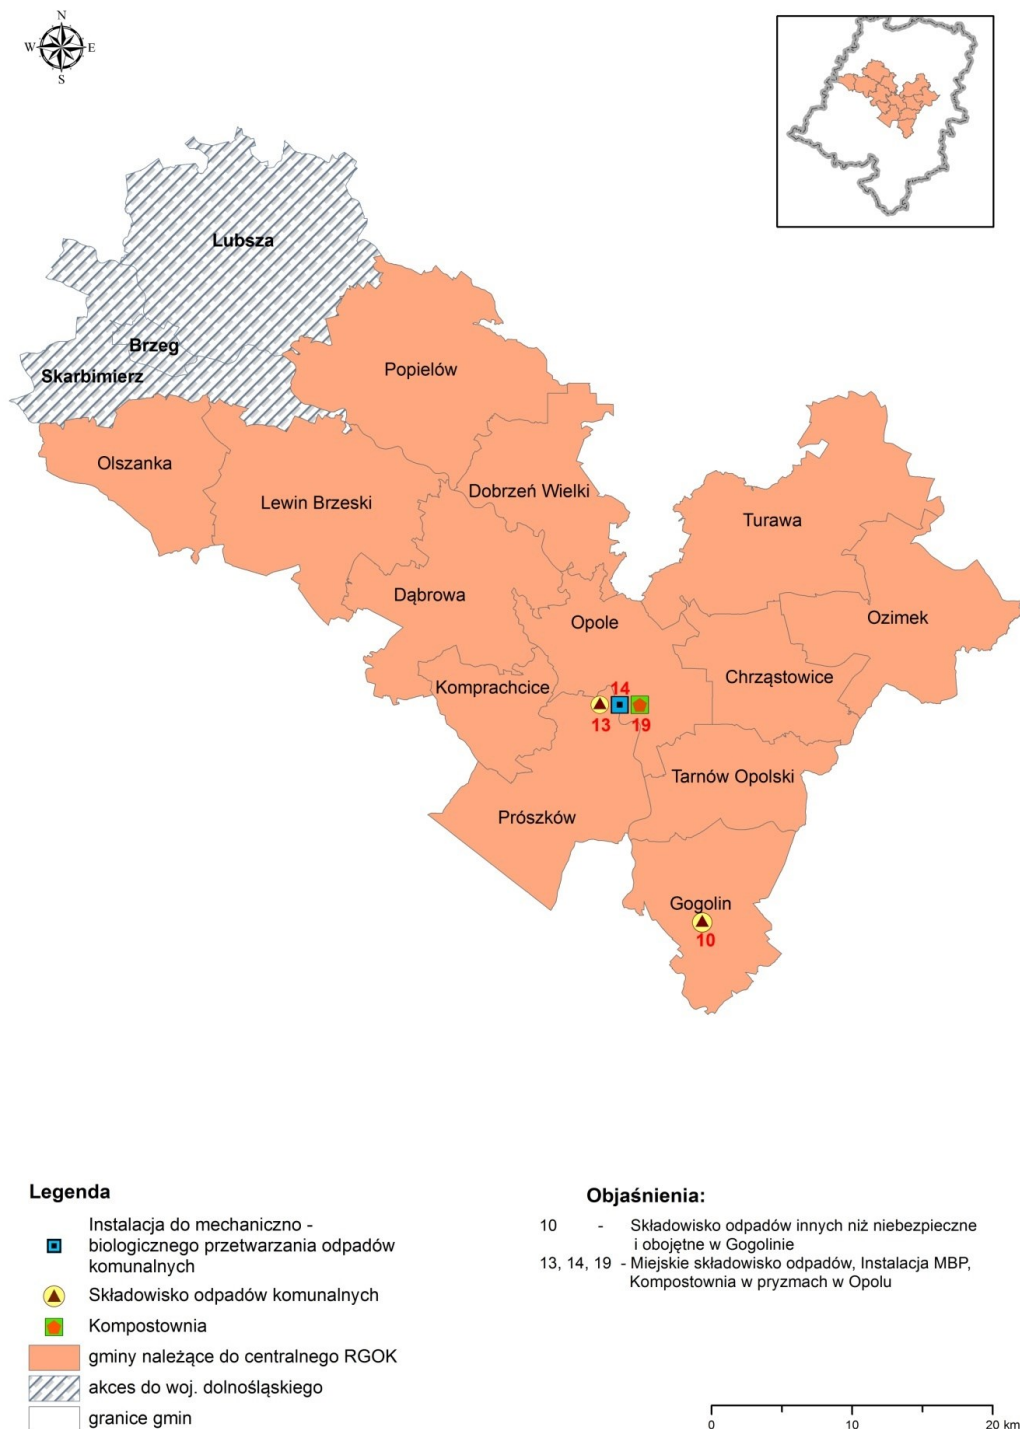 N
W E
S
Lubsza
Brzeg
Skarbimierz
Popielów
Olszanka
Lewin Brzeski
Dobrzeń Wielki
Turawa
Dąbrowa
Opole
Ozimek
Komprachcice
14
Chrząstowice
13 19
Tarnów Opolski
Prószków
Gogolin
10
Legenda
Instalacja do mechaniczno -
biologicznego przetwarzania odpadów
komunalnych
Składowisko odpadów komunalnych
Kompostownia
gminy należące do centralnego RGOK
akces do woj. dolnośląskiego
granice gmin
Objaśnienia:
10 - Składowisko odpadów innych niż niebezpieczne
i obojętne w Gogolinie
13, 14, 19 - Miejskie składowisko odpadów, Instalacja MBP,
Kompostownia w pryzmach w Opolu
0 10 20 km